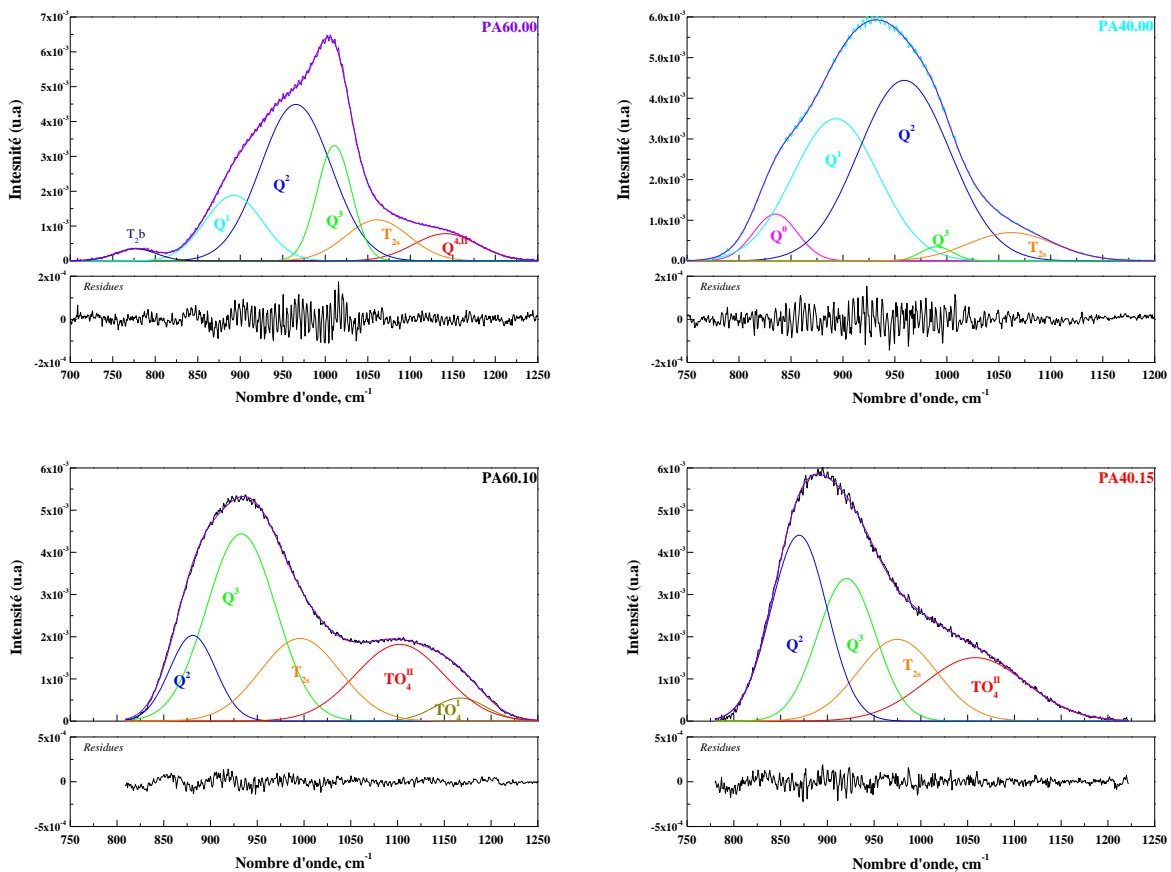 PA60.00
7x10-3
6x10-3
5x10-3
4x10-3
3x10-3
2x10-3
1x10-3
0
Intesnité (u.a)
T2b
Q1
Q2
Q3
T2s
Q4,II
2x10-4
0
-2x10-4
Residues
700 750 800 850 900 950 1000 1050 1100 1150 1200 1250
Nombre d'onde, cm-1
PA40.00
6.0x10-3
5.0x10-3
4.0x10-3
3.0x10-3
2.0x10-3
1.0x10-3
0
Intesnité (u.a)
Q0
Q1
Q2
Q3
T2s
2x10-4
0
-2x10-4
Residues
750 800 850 900 950 1000 1050 1100 1150 1200
Nombre d'onde, cm-1
PA60.10
6x10-3
5x10-3
4x10-3
3x10-3
2x10-3
1x10-3
0
Intensité (u.a)
Q2
Q3
T2s
TO4II
TO4I
5x10-4
0
-5x10-4
Residues
750 800 850 900 950 1000 1050 1100 1150 1200 1250
Nombre d'onde, cm-1
PA40.15
6x10-3
5x10-3
4x10-3
3x10-3
2x10-3
1x10-3
0
Intensité (u.a)
Q2
Q3
T2s
TO4II
5x10-4
0
-5x10-4
Residues
800 850 900 950 1000 1050 1100 1150 1200 1250
Nombre d'onde, cm-1